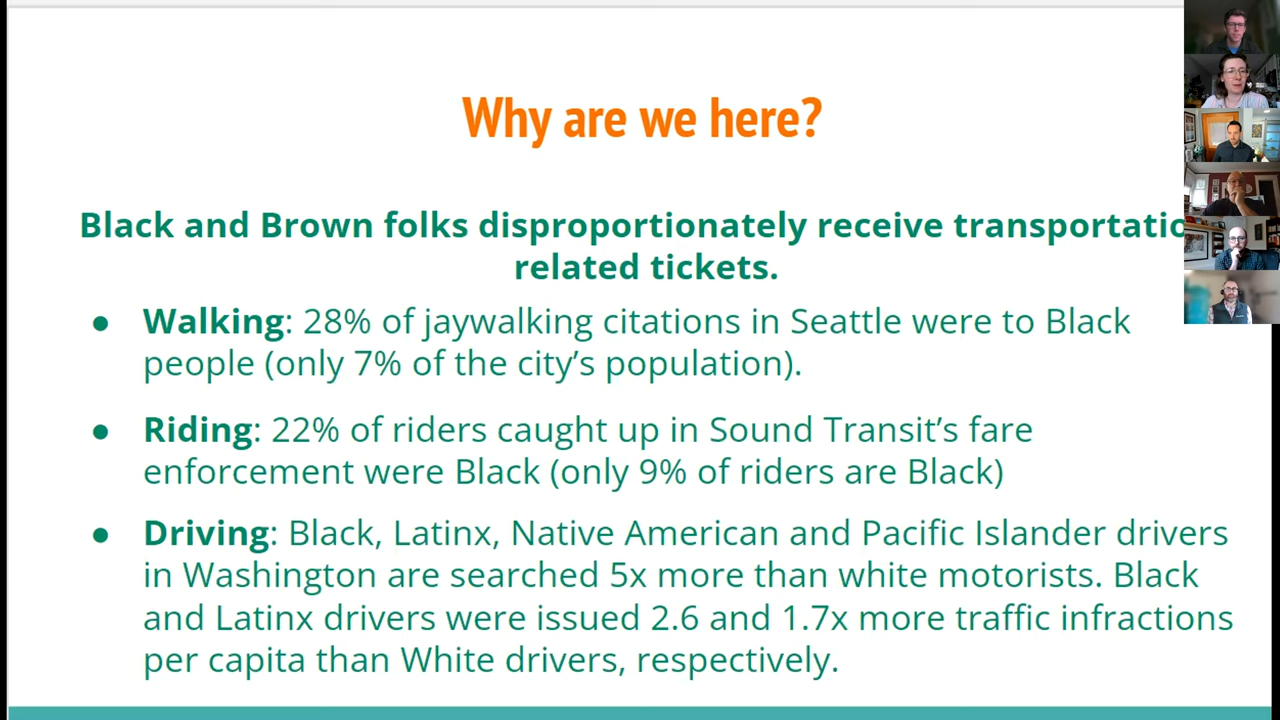 Why are we here?
Black and Brown folks disproportionately receive transportatio
related tickets.
● Walking: 28% of jaywalking citations in Seattle were to Black
people (only 7% of the city's population).
● Riding: 22% of riders caught up in Sound Transit's fare
enforcement were Black (only 9% of riders are Black)
● Driving: Black, Latinx, Native American and Pacific Islander drivers
in Washington are searched 5x more than white motorists. Black
and Latinx drivers were issued 2.6 and 1.7x more traffic infractions
per capita than White drivers, respectively.